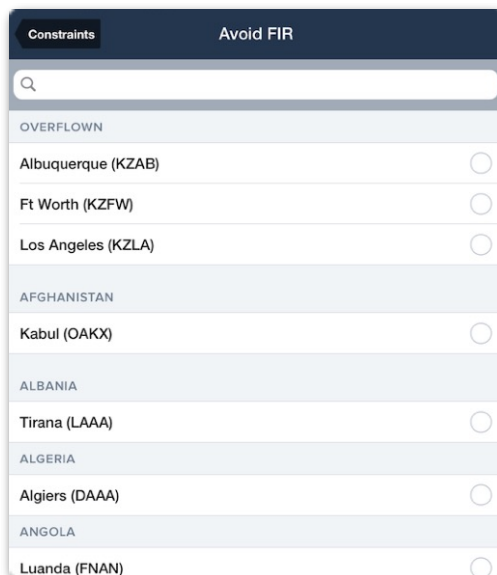 Constraints
Avoid FIR
OVERFLOWN
Albuquerque (KZAB)
Ft Worth (KZFW)
Los Angeles (KZLA)
AFGHANISTAN
Kabul (OAKX)
ALBANIA
Tirana (LAAA)
ALGERIA
Algiers (DAAA)
ANGOLA
Luanda (FNAN)